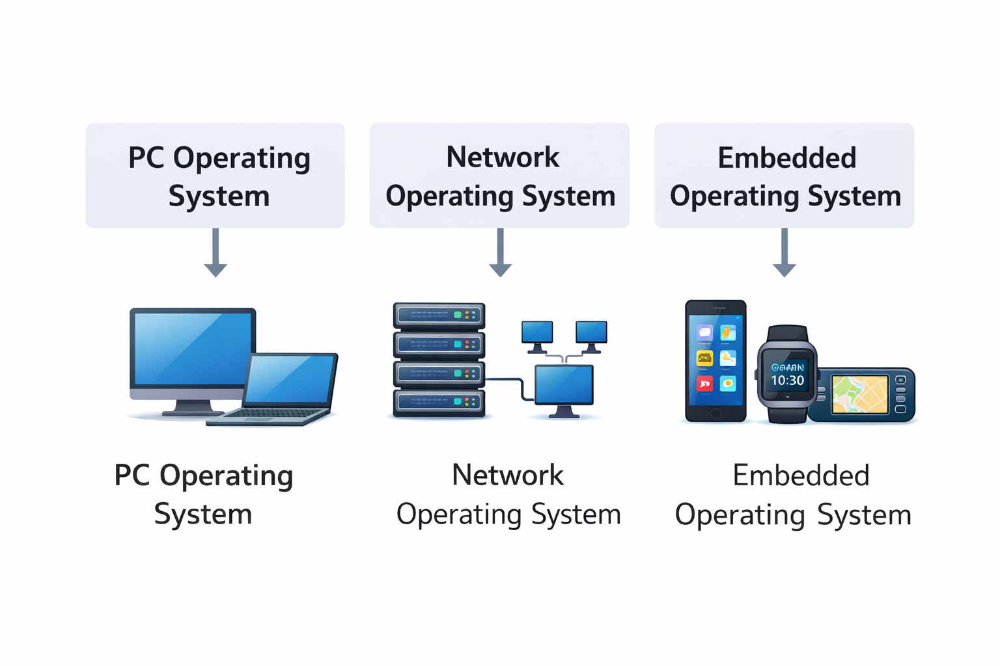 PC Operating
System
Network
Operating System
Embedded
Operating System
10:30
PC Operating
System
Network
Operating System
Embedded
Operating System